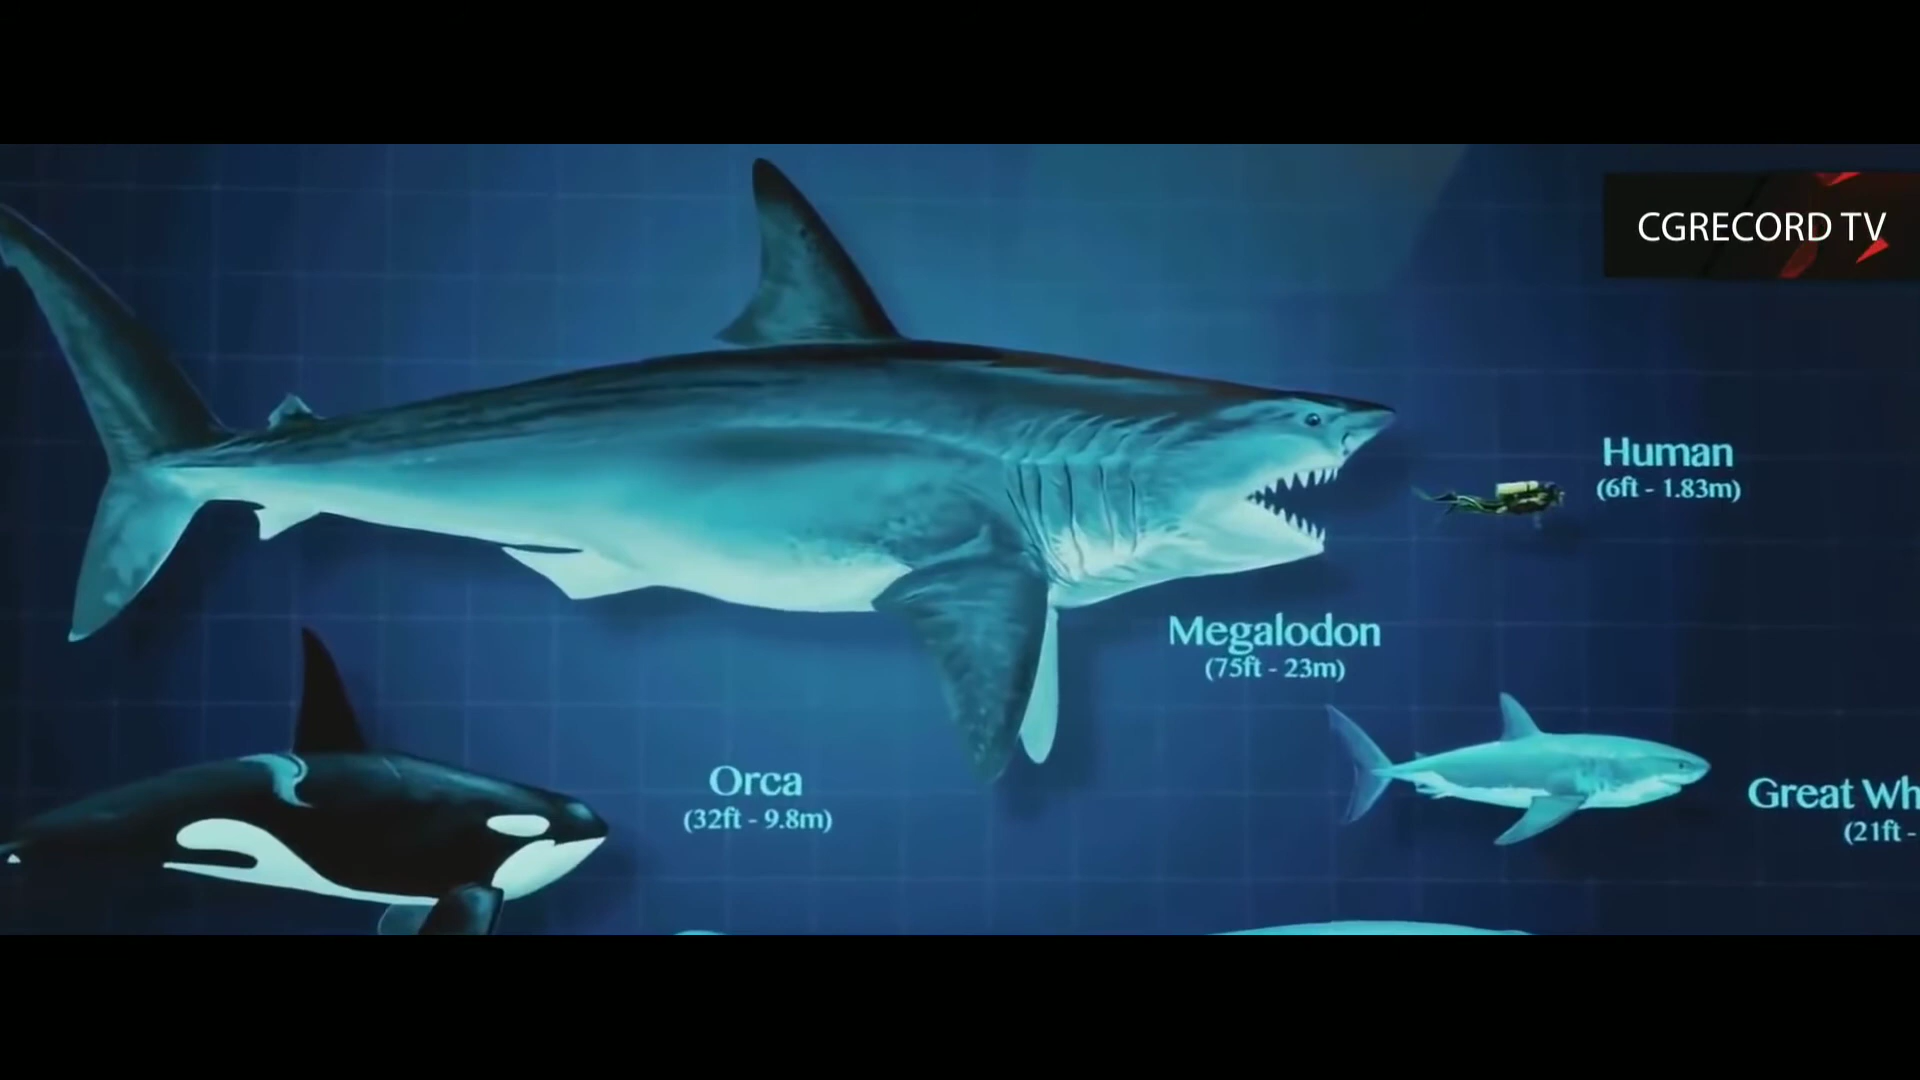 CGRECORD TV
Human
(6ft - 1.83m)
Megalodon
(75ft - 23m)
Orca
(32ft - 9.8m)
Great Wh
(21ft -